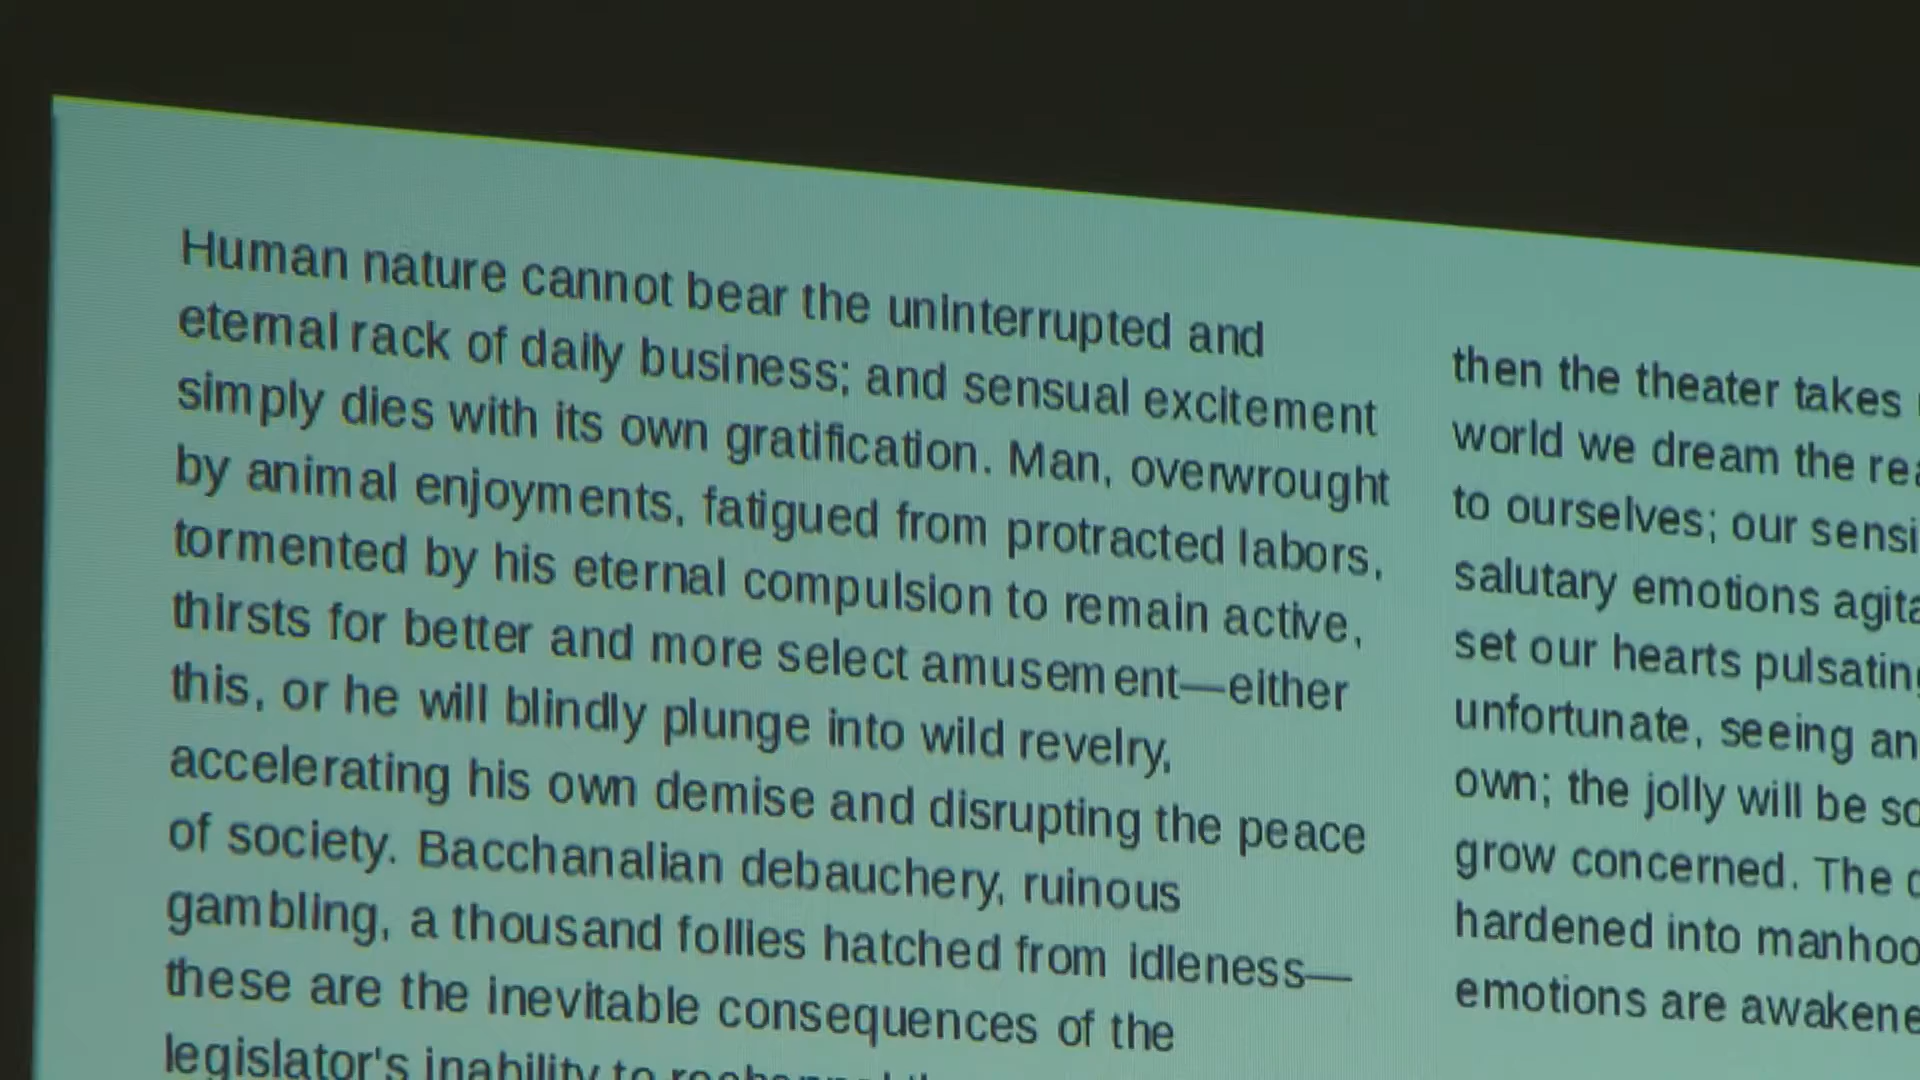 Human nature cannot bear the uninterrupted and
eternal rack of daily business; and sensual excitement
simply dies with its own gratification. Man, overwrought
by animal enjoyments, fatigued from protracted labors,
tormented by his eternal compulsion to remain active,
thirsts for better and more select amusement—either
this, or he will blindly plunge into wild revelry,
accelerating his own demise and disrupting the peace
of society. Bacchanalian debauchery, ruinous
gambling, a thousand follies hatched from idleness—
these are the inevitable consequences of the
legislator's inability to
then the theater takes
world we dream the
to ourselves; our
salutary emotions
set our hearts
unfortunate, seeing
own; the jolly will be
grow concerned. The
hardened into
emotions are